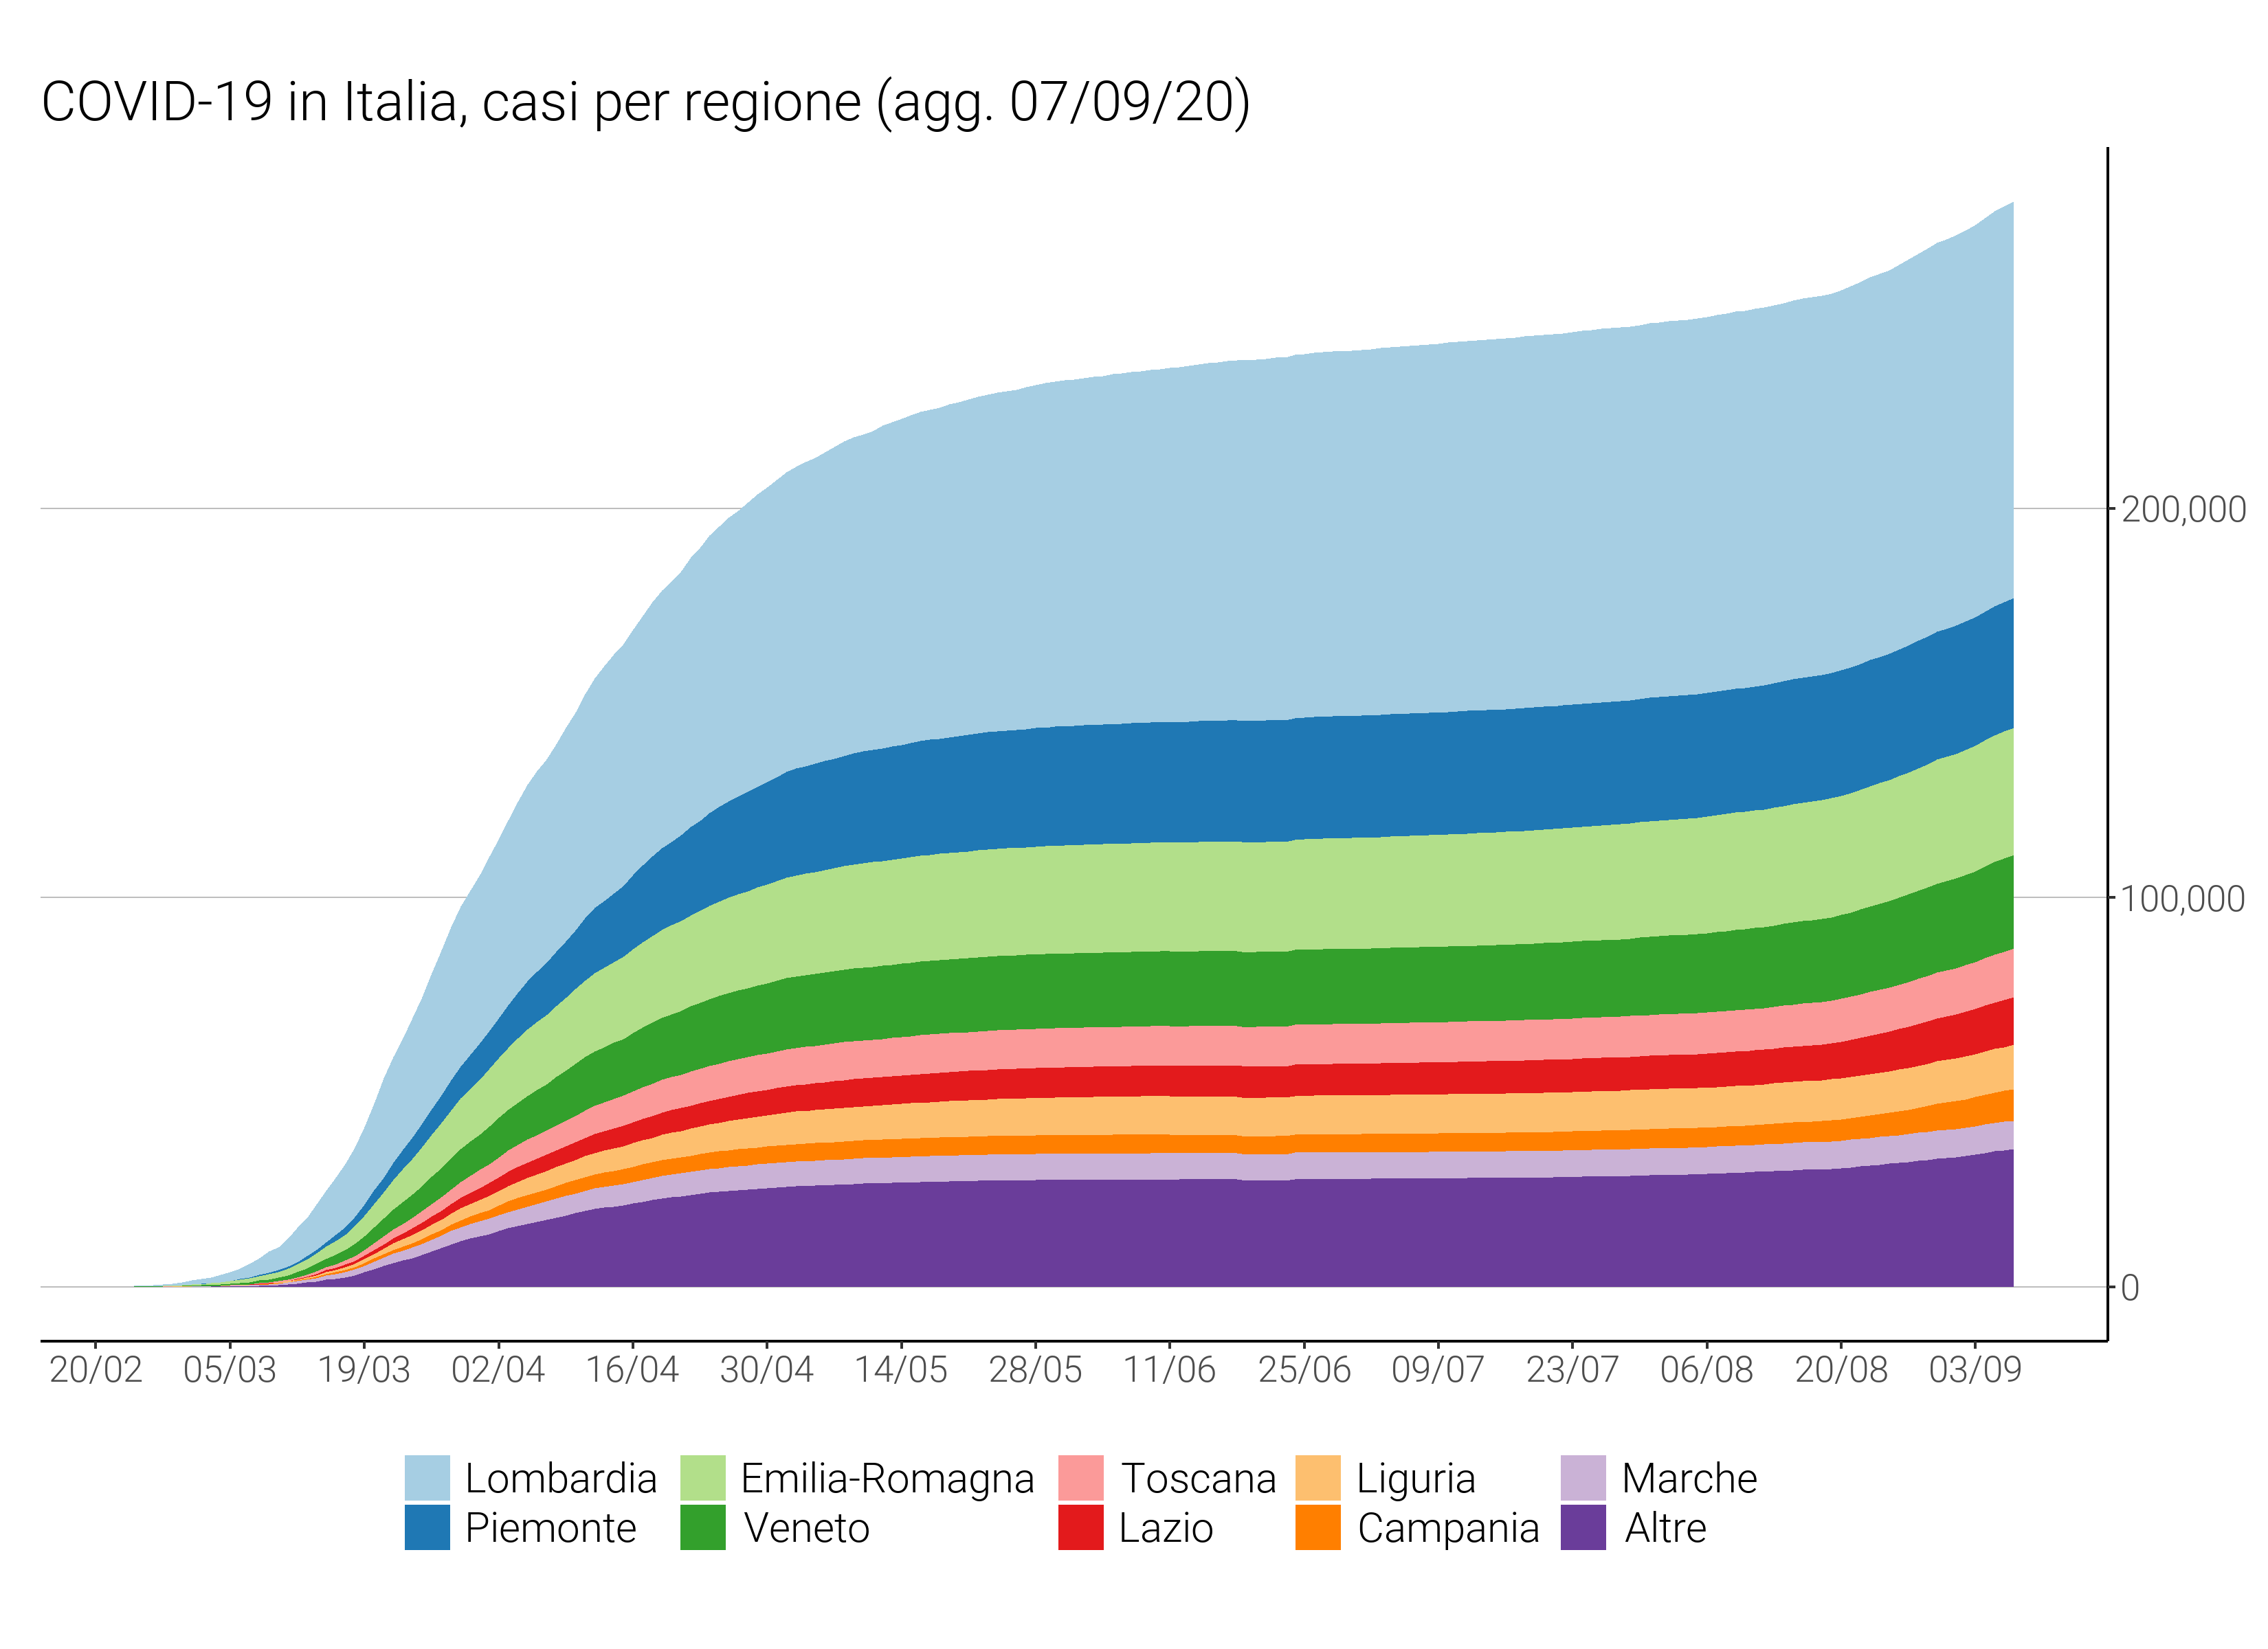 COVID-19 in Italia, casi per regione (agg. 07/09/20)
200,000
100,000
0
20/02 05/03 19/03 02/04 16/04 30/04 14/05 28/05 11/06 25/06 09/07 23/07 06/08 20/08 03/09
Lombardia Emilia-Romagna Toscana Liguria Marche
Piemonte Veneto Lazio Campania Altre